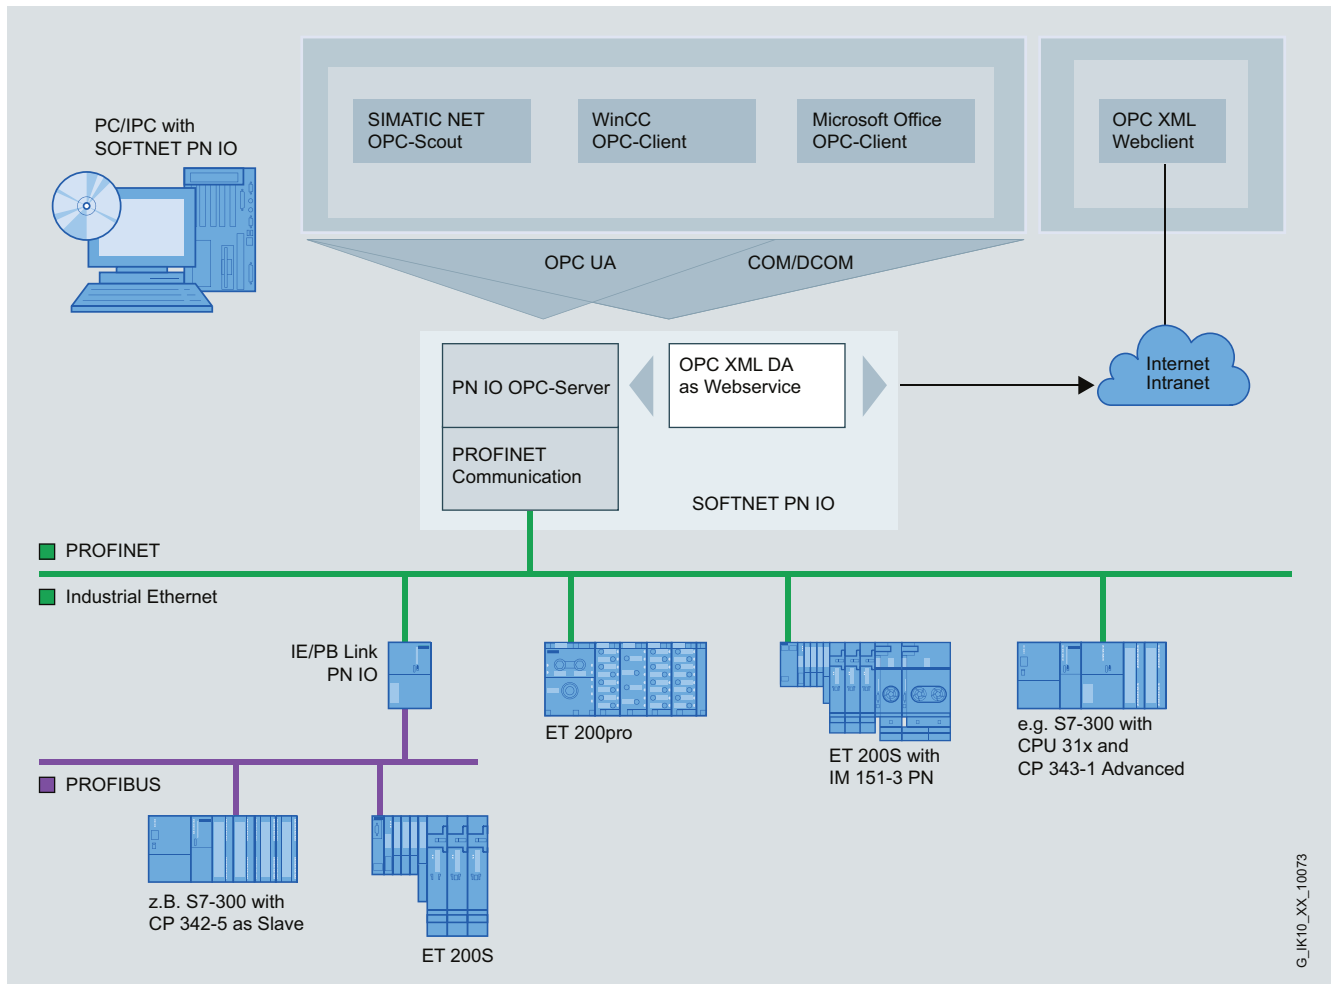 PC/IPC with
SOFTNET PN IO
SIMATIC NET
OPC-Scout
WinCC
OPC-Client
Microsoft Office
OPC-Client
OPC XML
Webclient
OPC UA
COM/DCOM
PN IO OPC-Server
OPC XML DA
as Webservice
Internet
Intranet
PROFINET
Communication
SOFTNET PN IO
PROFINET
Industrial Ethernet
IE/PB Link
PN IO
ET 200pro
ET 200S with
IM 151-3 PN
e.g. S7-300 with
CPU 31x and
CP 343-1 Advanced
PROFIBUS
z.B. S7-300 with
CP 342-5 as Slave
ET 200S
G_IK10_XX_10073